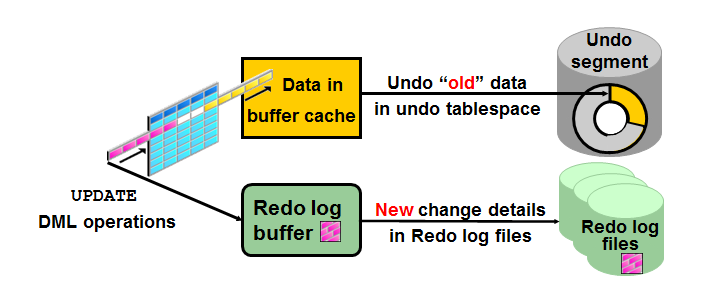 Undo
segment
Data in
buffer cache
Undo “old” data
in undo tablespace
UPDATE
DML operations
Redo log
buffer
New change details
in Redo log files
Redo log
files